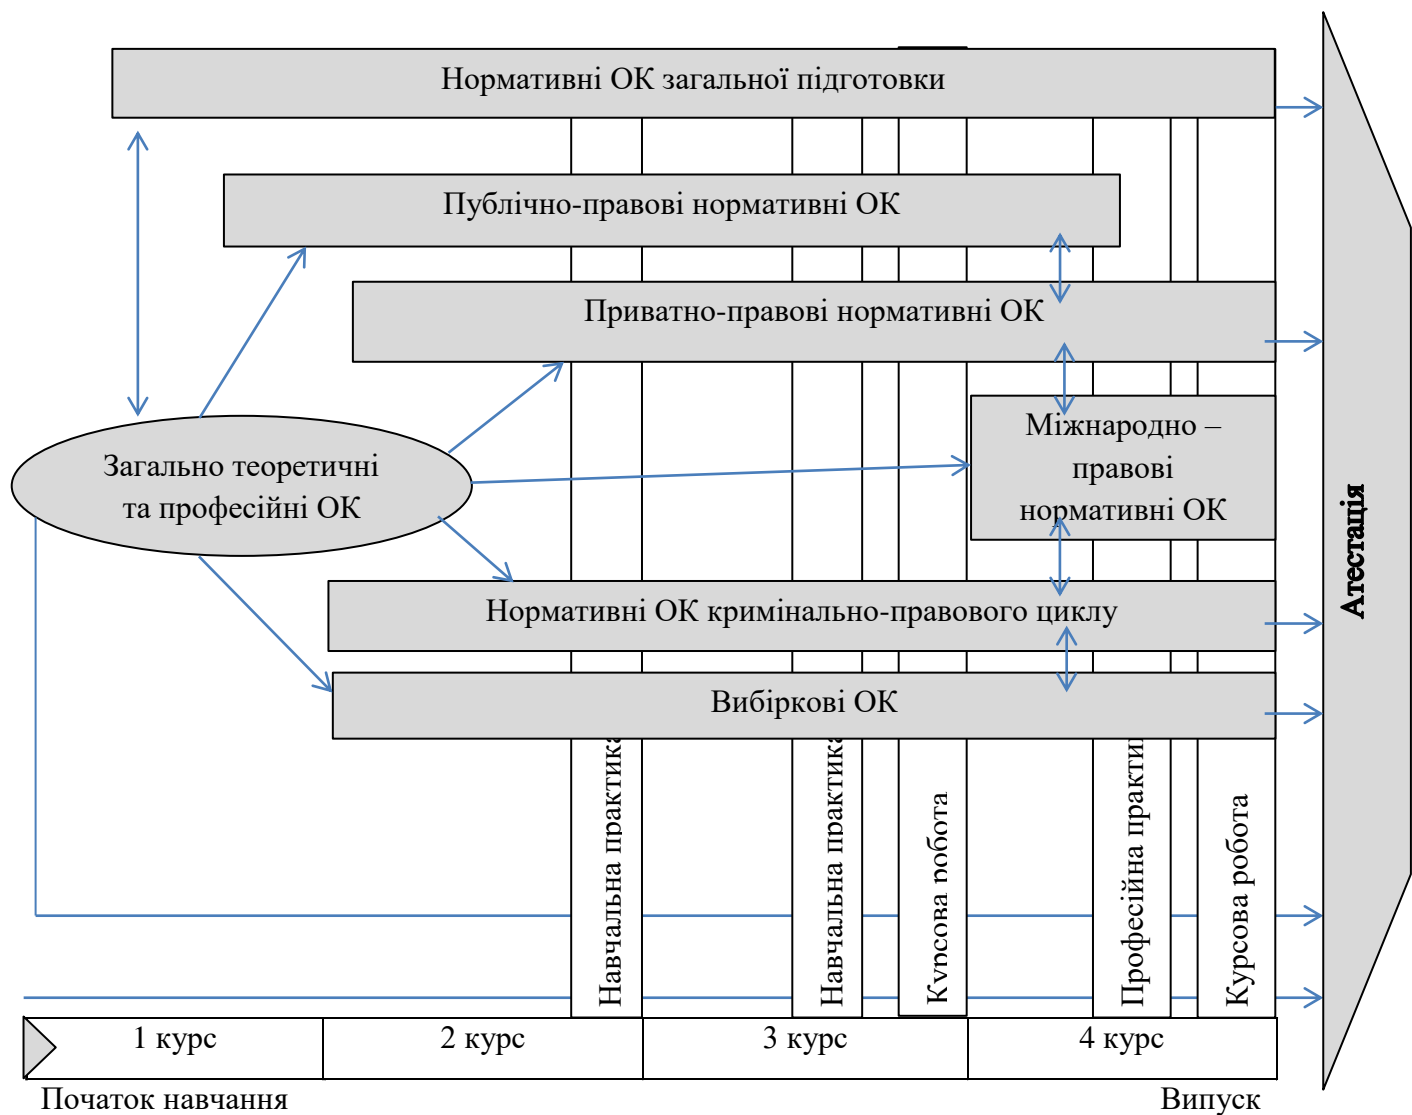 Нормативні ОК загальної підготовки
Публічно-правові нормативні ОК
Приватно-правові нормативні ОК
Міжнародно –
правові
нормативні ОК
Загально теоретичні
та професійні ОК
Нормативні ОК кримінально-правового циклу
Вибіркові ОК
Навчальна практика
Навчальна практика
Курсова робота
Професійна практи
Курсова робота
Атестація
1 курс
2 курс
3 курс
4 курс
Початок навчання
Випуск